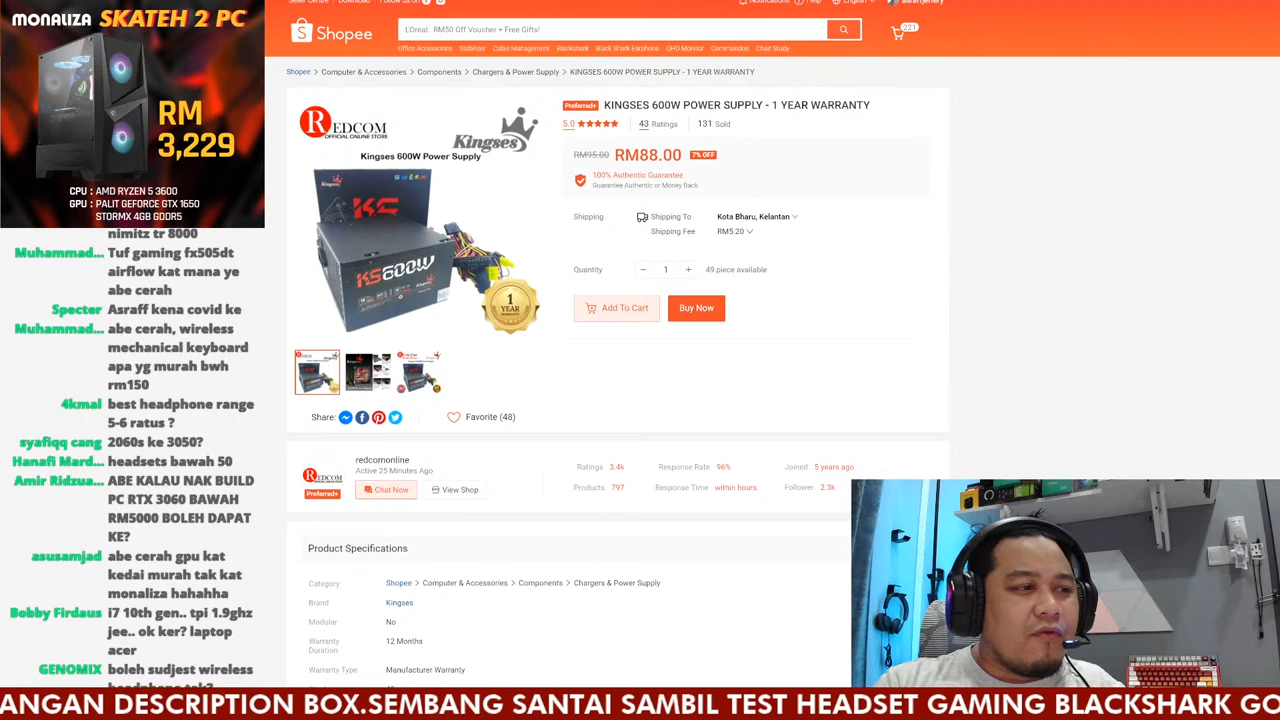 MONALIZA SKATEH 2 PC
RM
3,229
CPU : AMD RYZEN 5 3600
GPU : PALIT GEFORCE GTX 1650
STORMX 4GB GDDR5
nimitz tr 8000
Muhammad... Tuf gaming fx505dt
airflow kat mana ye
abe cerah
Specter Asraff kena covid ke
Muhammad... abe cerah, wireless
mechanical keyboard
apa yg murah bwh
rm150
4kmal best headphone range
5-6 ratus ?
syafiqq cang 2060s ke 3050?
Hanafi Mard... headsets bawah 50
Amir Ridzua... ABE KALAU NAK BUILD
PC RTX 3060 BAWAH
RM5000 BOLEH DAPAT
KE?
asusamjad abe cerah gpu kat
kedai murah tak kat
monaliza hahahha
Bobby Firdaus i7 10th gen.. tpi 1.9ghz
jee.. ok ker? laptop
acer
GENOMIX boleh sudjest wireless
Shopee
L'Oreal: RM50 Off Voucher + Free Gifts!
221
Office Accessories Stabiliser Cable Management Blackshark Black Shark Earphone QHD Monitor Commandos Chair Study
Shopee > Computer & Accessories > Components > Chargers & Power Supply > KINGSES 600W POWER SUPPLY - 1 YEAR WARRANTY
REDCOM
OFFICIAL ONLINE STORE
Kingses
Kingses 600W Power Supply
KS
KS600W
1
YEAR
WARRANTY
Preferred+ KINGSES 600W POWER SUPPLY - 1 YEAR WARRANTY
5.0 43 Ratings 131 Sold
RM95.00 RM88.00 7% OFF
100% Authentic Guarantee
Guarantee Authentic or Money Back
Shipping Shipping To Kota Bharu, Kelantan
Shipping Fee RM5.20
Quantity − 1 + 49 piece available
Add To Cart Buy Now
Share: Favorite (48)
redcomonline
Active 25 Minutes Ago
REDCOM
Preferred+
Chat Now View Shop
Ratings 3.4k Response Rate 96% Joined 5 years ago
Products 797 Response Time within hours Follower 2.3k
Product Specifications
Category Shopee > Computer & Accessories > Components > Chargers & Power Supply
Brand Kingses
Modular No
Warranty Duration 12 Months
Warranty Type Manufacturer Warranty
ANGAN DESCRIPTION BOX.SEMBANG SANTAI SAMBIL TEST HEADSET GAMING BLACKSHARK GO